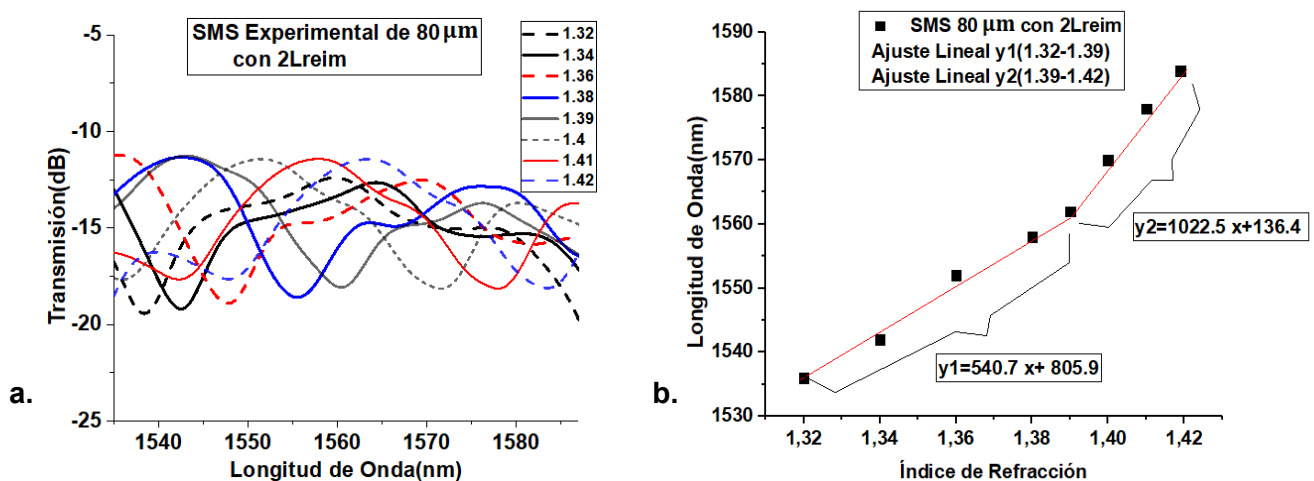 SMS Experimental de 80 μm
con 2Lreim
1.32
1.34
1.36
1.38
1.39
1.4
1.41
1.42
-5
-10
-15
-20
-25
Transmisión(dB)
1540
1550
1560
1570
1580
Longitud de Onda(nm)
a.
SMS 80 μm con 2Lreim
Ajuste Lineal y1(1.32-1.39)
Ajuste Lineal y2(1.39-1.42)
1590
1580
1570
1560
1550
1540
1530
Longitud de Onda(nm)
y2=1022.5 x+136.4
y1=540.7 x+ 805.9
1,32
1,34
1,36
1,38
1,40
1,42
Índice de Refracción
b.